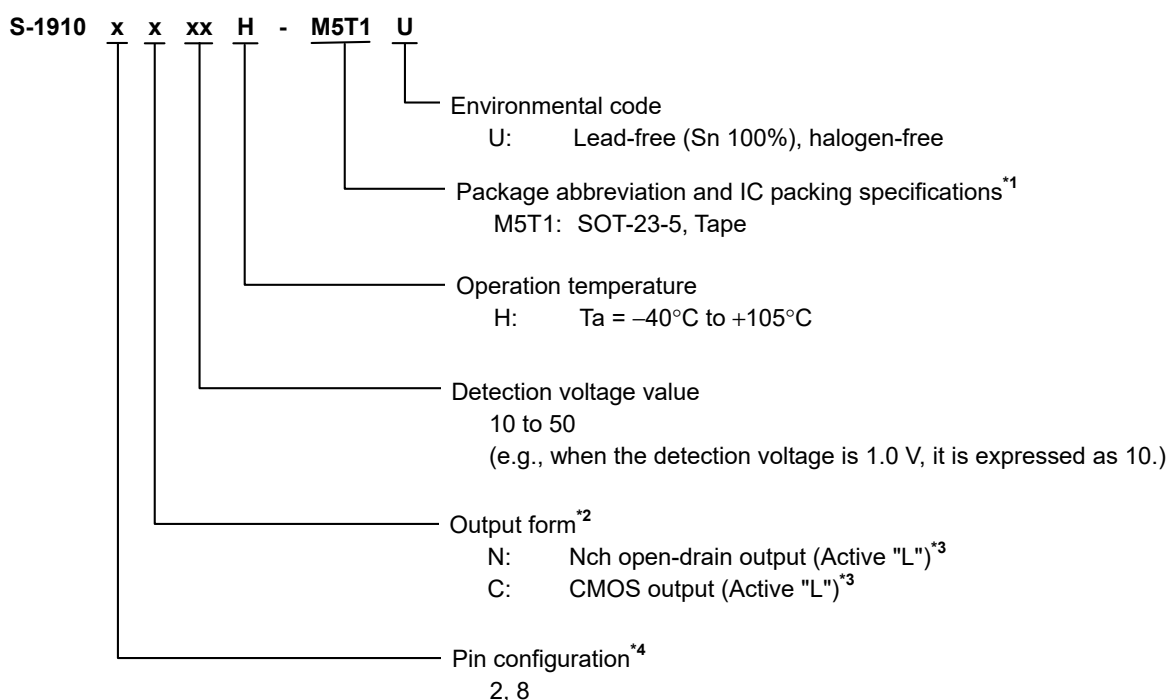 S-1910 x x xx H - M5T1 U
Environmental code
U: Lead-free (Sn 100%), halogen-free
Package abbreviation and IC packing specifications*1
M5T1: SOT-23-5, Tape
Operation temperature
H: Ta = −40°C to +105°C
Detection voltage value
10 to 50
(e.g., when the detection voltage is 1.0 V, it is expressed as 10.)
Output form*2
N: Nch open-drain output (Active "L")*3
C: CMOS output (Active "L")*3
Pin configuration*4
2, 8